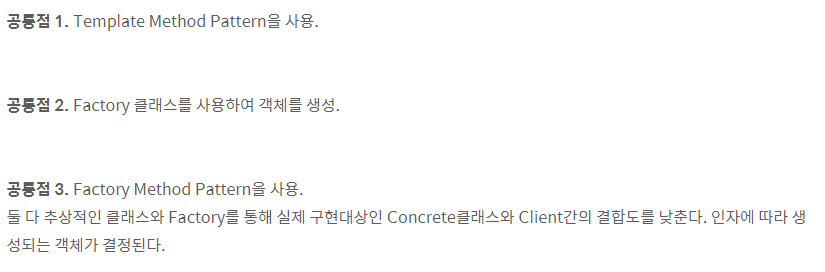 공통점 1. Template Method Pattern을 사용.
공통점 2. Factory 클래스를 사용하여 객체를 생성.
공통점 3. Factory Method Pattern을 사용.
둘 다 추상적인 클래스와 Factory를 통해 실제 구현대상인 Concrete클래스와 Client간의 결합도를 낮춘다. 인자에 따라 생
성되는 객체가 결정된다.